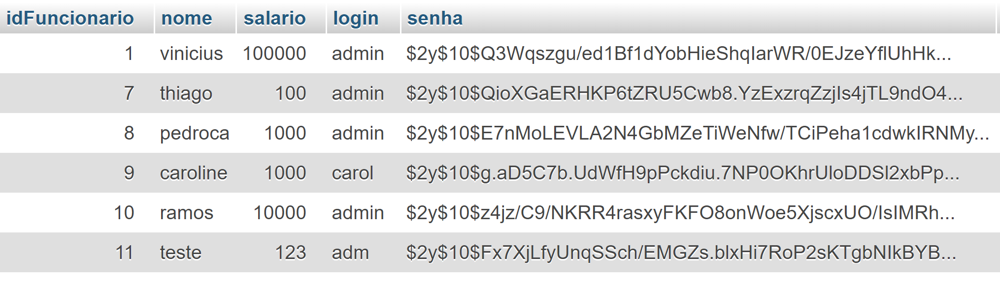 idFuncionario nome salario login senha
1 vinicius 100000 admin $2y$10$Q3Wqszgu/ed1Bf1dYobHieShqIarWR/0EJzeYflUhHk...
7 thiago 100 admin $2y$10$QioXGaERHKP6tZRU5Cwb8.YzExzrqZzjIs4jTL9ndO4...
8 pedroca 1000 admin $2y$10$E7nMoLEVLA2N4GbMZeTiWeNfw/TCiPeha1cdwkIRNMy...
9 caroline 1000 carol $2y$10$g.aD5C7b.UdWfH9pPckdiu.7NP0OKhrUloDDSl2xbPp...
10 ramos 10000 admin $2y$10$z4jz/C9/NKRR4rasxyFKFO8onWoe5XjscxUO/IsIMRh...
11 teste 123 adm $2y$10$Fx7XjLfyUnqSSch/EMGZs.blxHi7RoP2sKTgbNIkBYB...